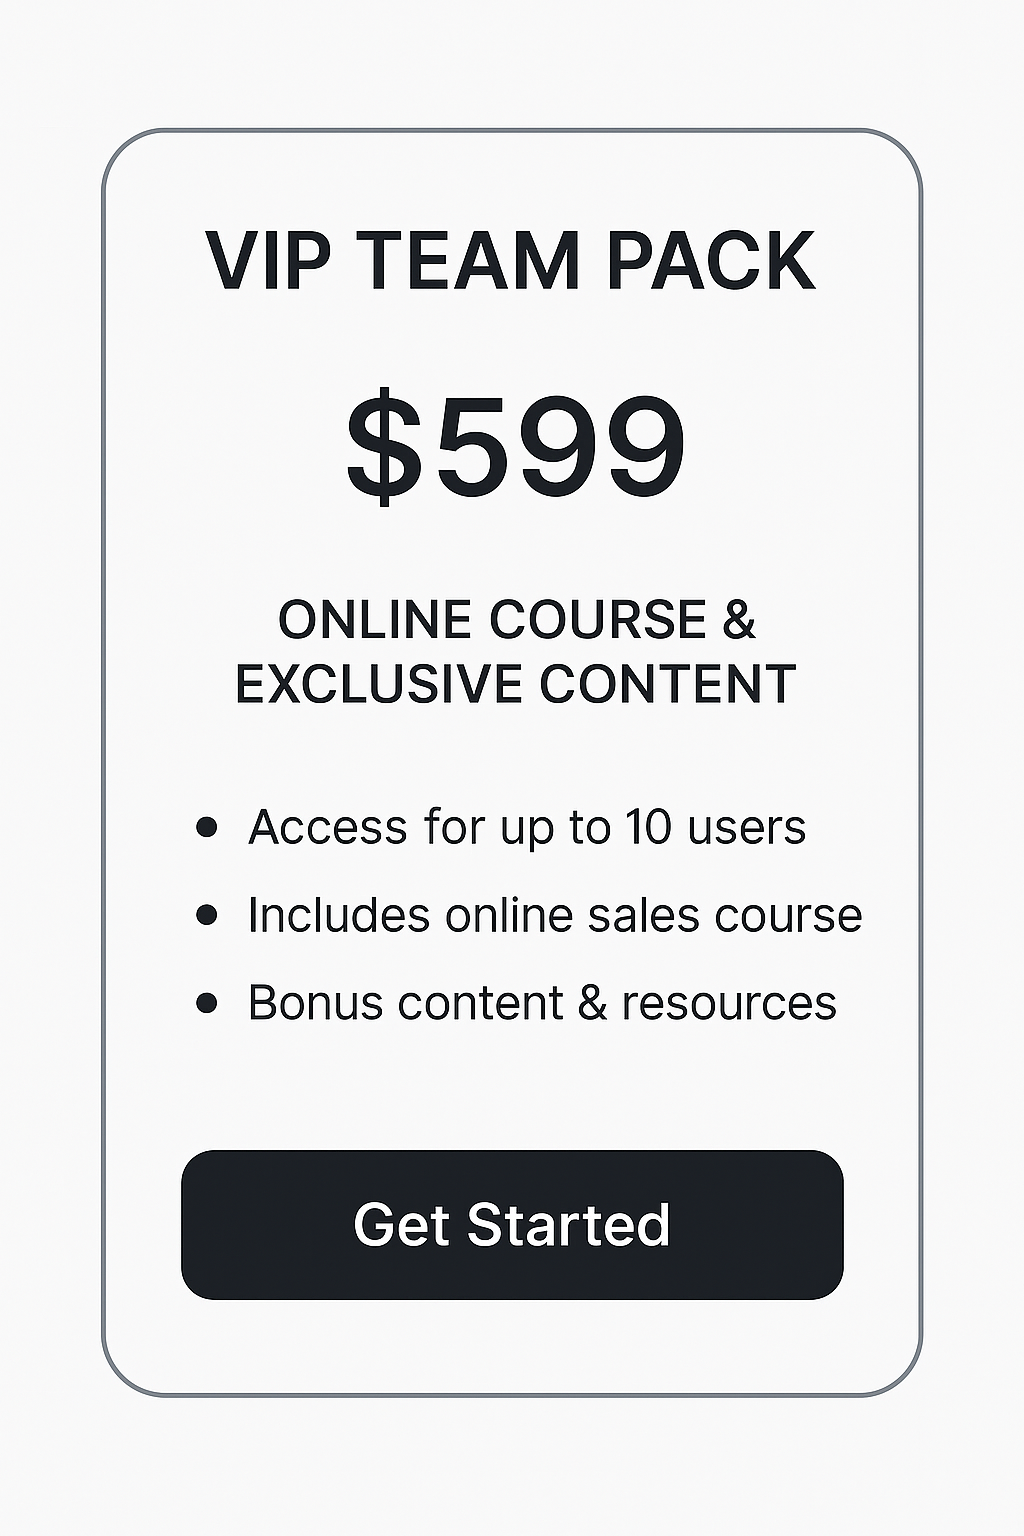 VIP TEAM PACK
$599
ONLINE COURSE &
EXCLUSIVE CONTENT
• Access for up to 10 users
• Includes online sales course
• Bonus content & resources
Get Started